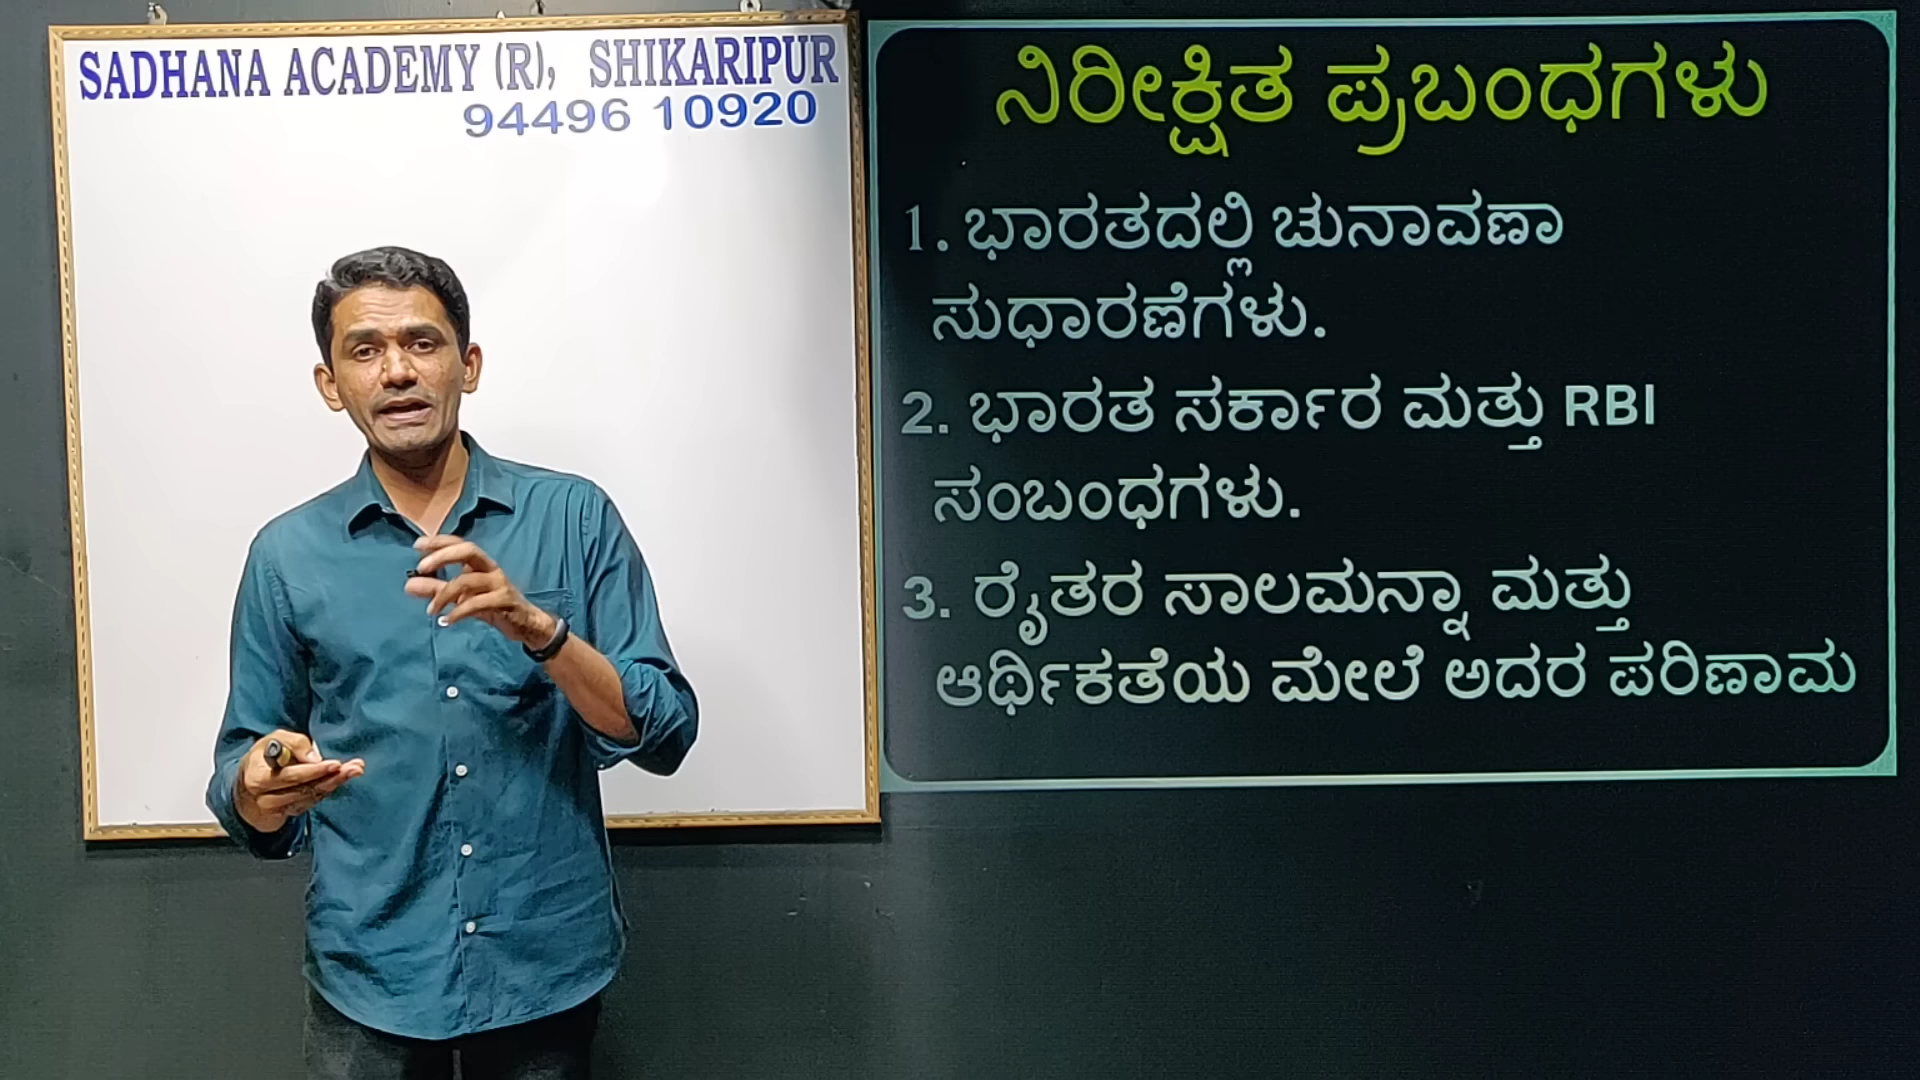 SADHANA ACADEMY (R), SHIKARIPUR
94496 10920
ನಿರೀಕ್ಷಿತ ಪ್ರಬಂಧಗಳು
1. ಭಾರತದಲ್ಲಿ ಚುನಾವಣಾ
ಸುಧಾರಣೆಗಳು.
2. ಭಾರತ ಸರ್ಕಾರ ಮತ್ತು RBI
ಸಂಬಂಧಗಳು.
3. ರೈತರ ಸಾಲಮನ್ನಾ ಮತ್ತು
ಆರ್ಥಿಕತೆಯ ಮೇಲೆ ಅದರ ಪರಿಣಾಮ